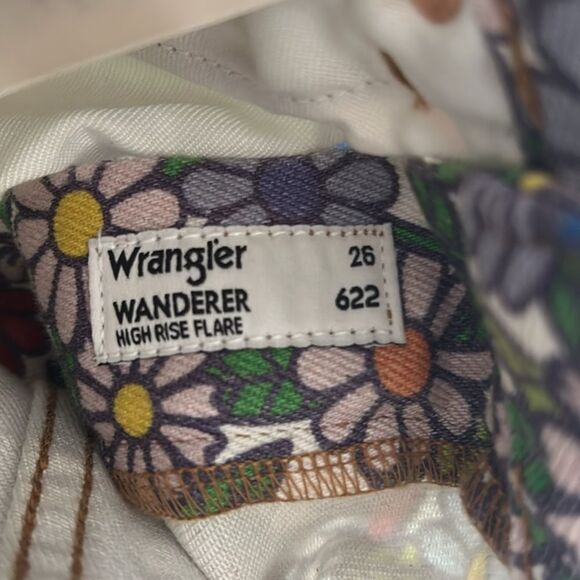 Wrangler 26
WANDERER 622
HIGH RISE FLARE